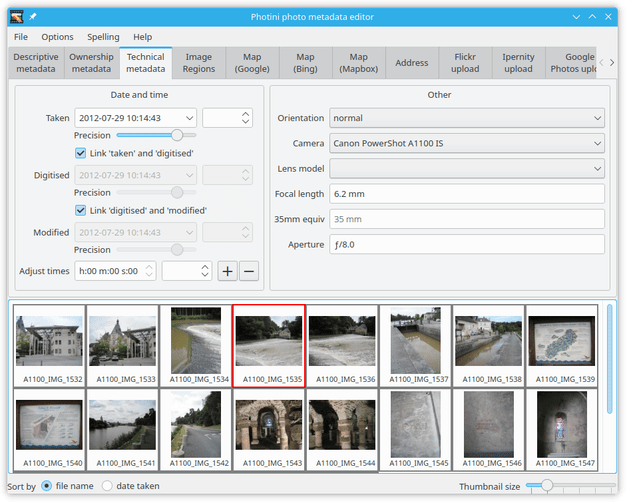 Photini photo metadata editor
File Options Spelling Help
Descriptive metadata
Ownership metadata
Technical metadata
Image Regions
Map (Google)
Map (Bing)
Map (Mapbox)
Address
Flickr upload
Ipernity upload
Google Photos uplo
Date and time
Taken 2012-07-29 10:14:43
Precision
Link 'taken' and 'digitised'
Digitised 2012-07-29 10:14:43
Precision
Link 'digitised' and 'modified'
Modified 2012-07-29 10:14:43
Precision
Adjust times h:00 m:00 s:00 + −
Other
Orientation normal
Camera Canon PowerShot A1100 IS
Lens model
Focal length 6.2 mm
35mm equiv 35 mm
Aperture ƒ/8.0
A1100_IMG_1532 A1100_IMG_1533 A1100_IMG_1534 A1100_IMG_1535 A1100_IMG_1536 A1100_IMG_1537 A1100_IMG_1538 A1100_IMG_1539
A1100_IMG_1540 A1100_IMG_1541 A1100_IMG_1542 A1100_IMG_1543 A1100_IMG_1544 A1100_IMG_1545 A1100_IMG_1546 A1100_IMG_1547
Sort by file name date taken Thumbnail size